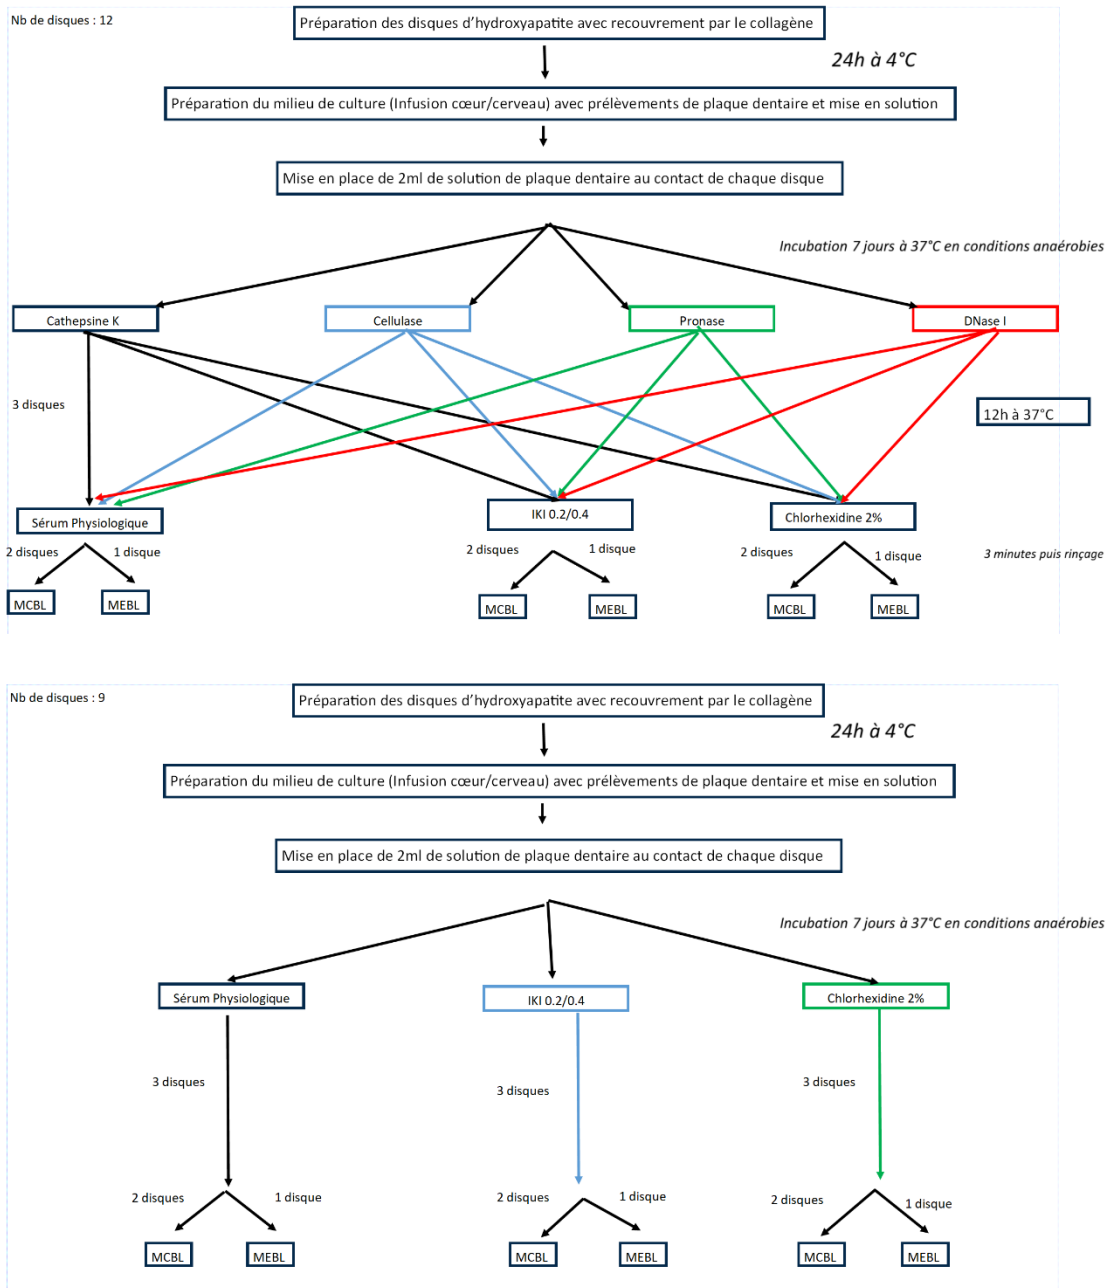 Nb de disques : 12
Préparation des disques d'hydroxyapatite avec recouvrement par le collagène
24h à 4°C
Préparation du milieu de culture (Infusion cœur/cerveau) avec prélèvements de plaque dentaire et mise en solution
Mise en place de 2ml de solution de plaque dentaire au contact de chaque disque
Incubation 7 jours à 37°C en conditions anaérobies
Cathepsine K
Cellulase
Pronase
DNase I
3 disques
12h à 37°C
Sérum Physiologique
IKI 0.2/0.4
Chlorhexidine 2%
2 disques
1 disque
2 disques
1 disque
2 disques
1 disque
3 minutes puis rinçage
MCBL
MEBL
MCBL
MEBL
MCBL
MEBL
Nb de disques : 9
Préparation des disques d'hydroxyapatite avec recouvrement par le collagène
24h à 4°C
Préparation du milieu de culture (Infusion cœur/cerveau) avec prélèvements de plaque dentaire et mise en solution
Mise en place de 2ml de solution de plaque dentaire au contact de chaque disque
Incubation 7 jours à 37°C en conditions anaérobies
Sérum Physiologique
IKI 0.2/0.4
Chlorhexidine 2%
3 disques
3 disques
3 disques
2 disques
1 disque
2 disques
1 disque
2 disques
1 disque
MCBL
MEBL
MCBL
MEBL
MCBL
MEBL